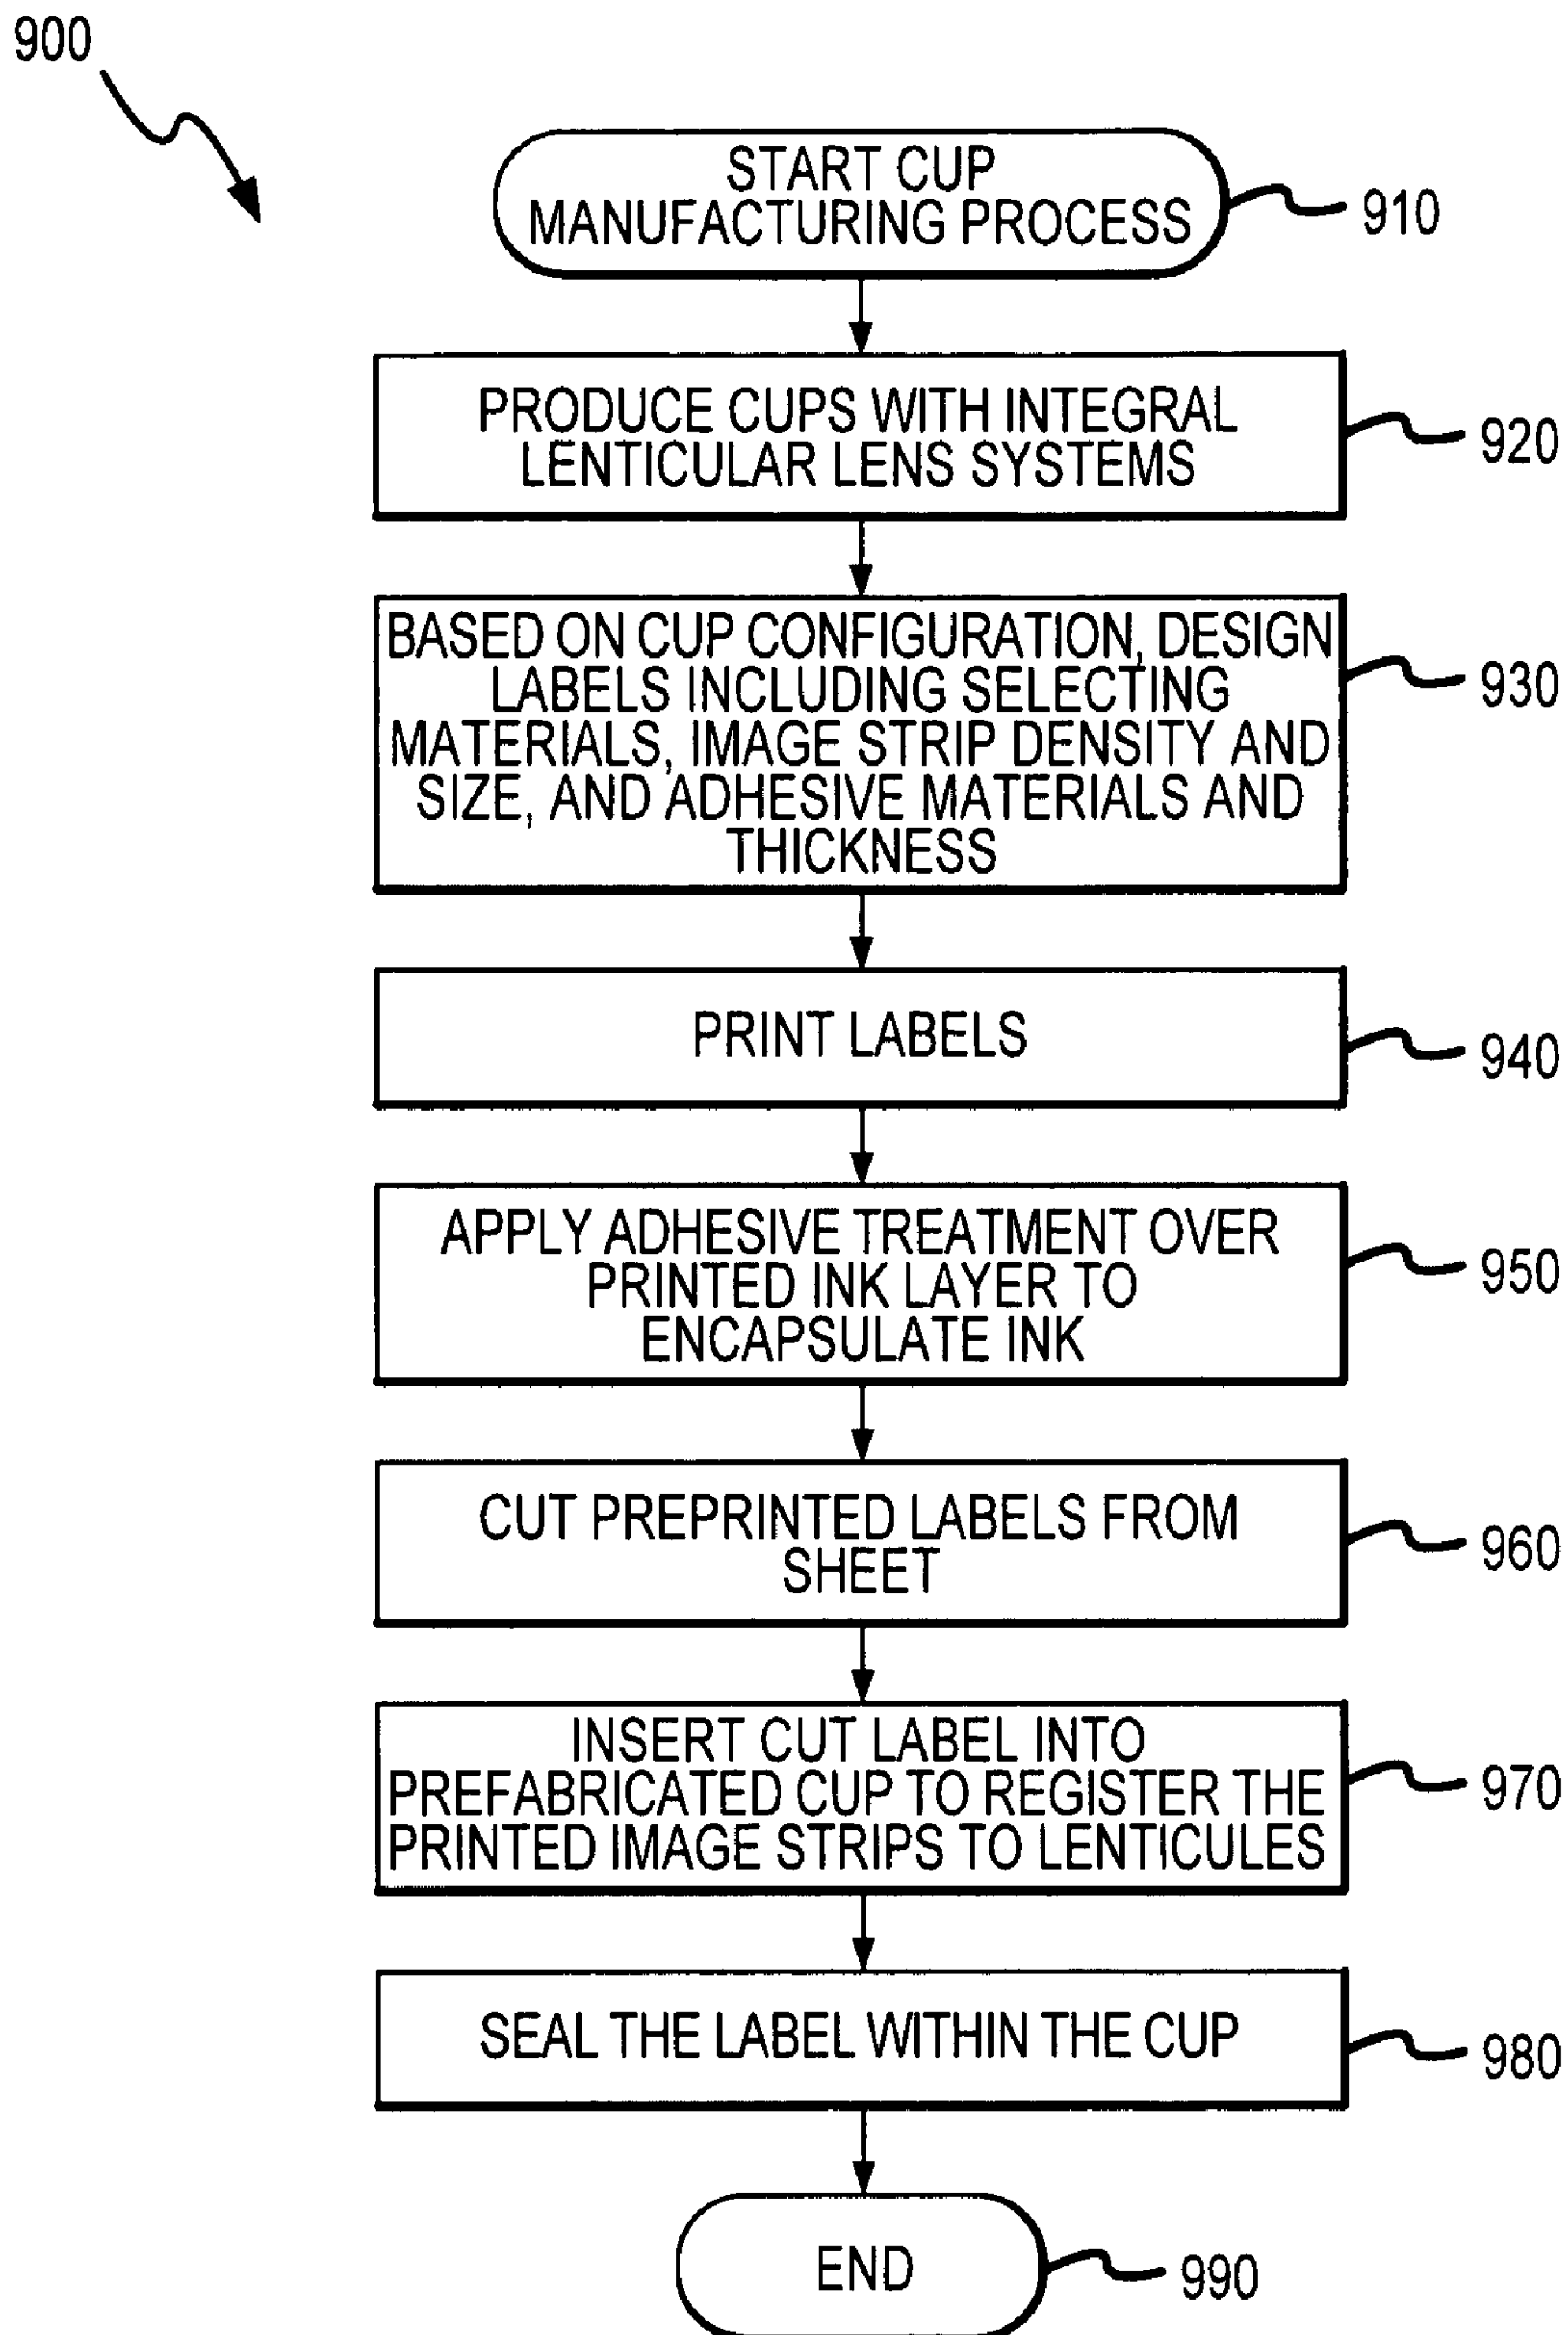 900
START CUP
MANUFACTURING PROCESS
910
PRODUCE CUPS WITH INTEGRAL
LENTICULAR LENS SYSTEMS
920
BASED ON CUP CONFIGURATION, DESIGN
LABELS INCLUDING SELECTING
MATERIALS, IMAGE STRIP DENSITY AND
SIZE, AND ADHESIVE MATERIALS AND
THICKNESS
930
PRINT LABELS
940
APPLY ADHESIVE TREATMENT OVER
PRINTED INK LAYER TO
ENCAPSULATE INK
950
CUT PREPRINTED LABELS FROM
SHEET
960
INSERT CUT LABEL INTO
PREFABRICATED CUP TO REGISTER THE
PRINTED IMAGE STRIPS TO LENTICULES
970
SEAL THE LABEL WITHIN THE CUP
980
END
990